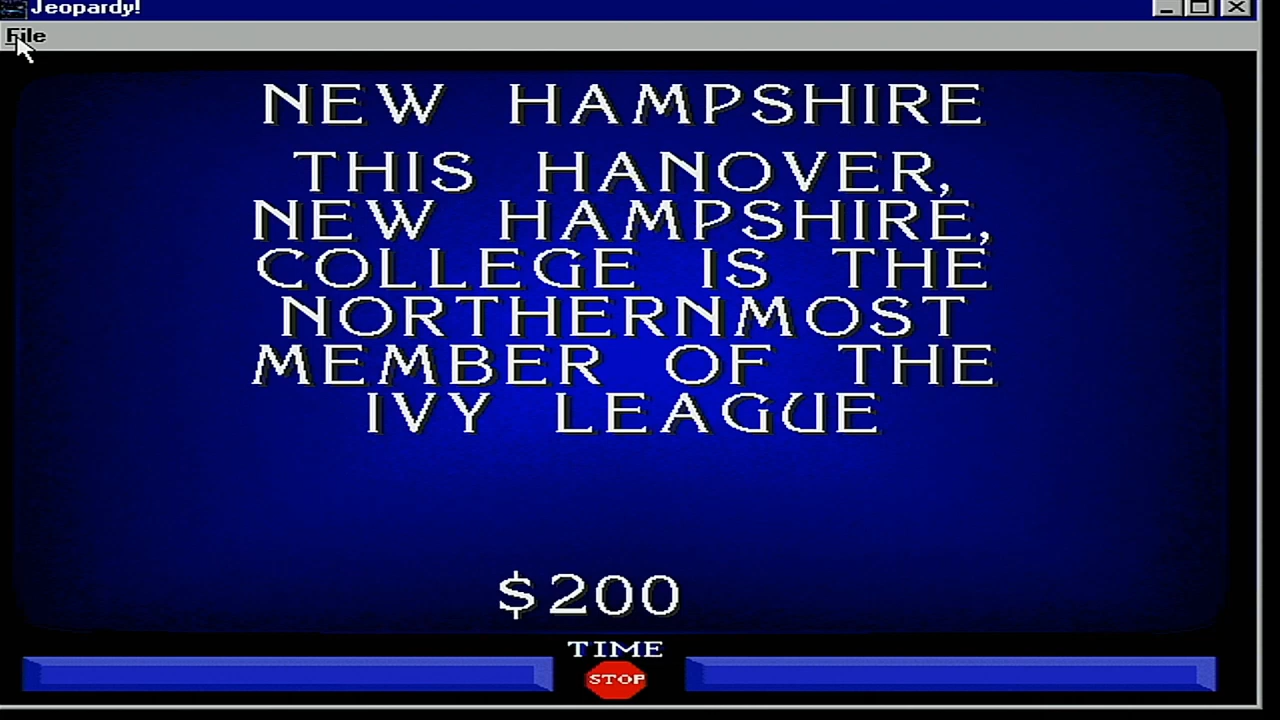 Jeopardy!
File
NEW HAMPSHIRE
THIS HANOVER,
NEW HAMPSHIRE,
COLLEGE IS THE
NORTHERNMOST
MEMBER OF THE
IVY LEAGUE
$200
TIME
STOP